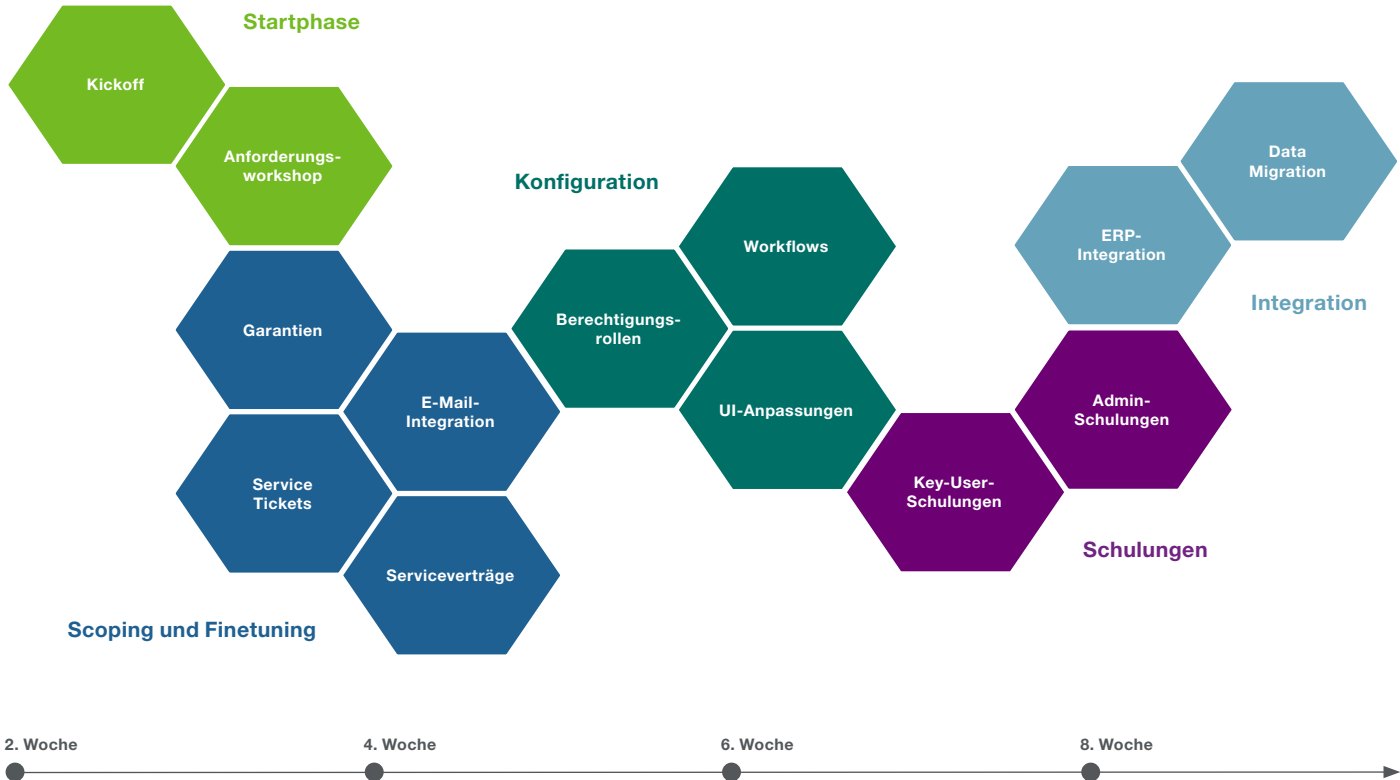 Startphase
Kickoff
Anforderungs-
workshop
Garantien
Service
Tickets
E-Mail-
Integration
Serviceverträge
Scoping und Finetuning
Konfiguration
Berechtigungs-
rollen
Workflows
UI-Anpassungen
Key-User-
Schulungen
Admin-
Schulungen
Schulungen
ERP-
Integration
Data
Migration
Integration
2. Woche
4. Woche
6. Woche
8. Woche